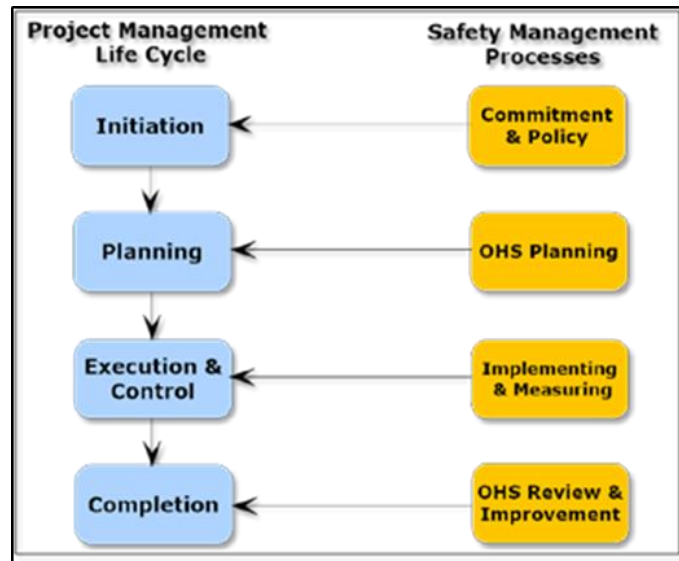 Project Management
Life Cycle
Safety Management
Processes
Initiation
Commitment
& Policy
Planning
OHS Planning
Execution &
Control
Implementing
& Measuring
Completion
OHS Review &
Improvement